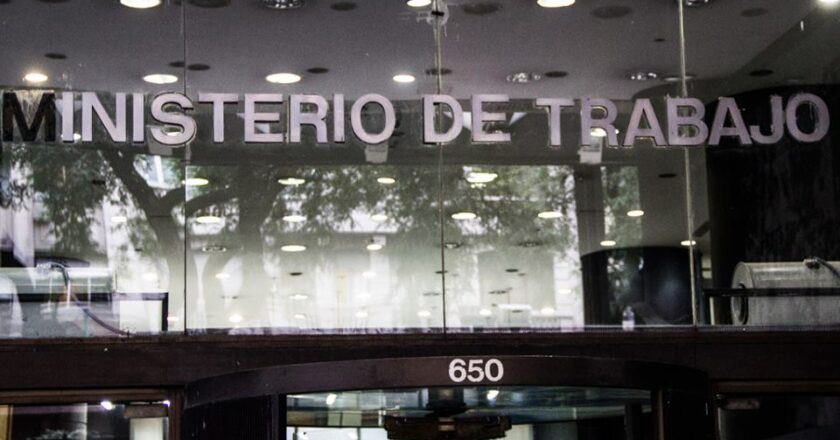 MINISTERIO DE TRABAJO
650